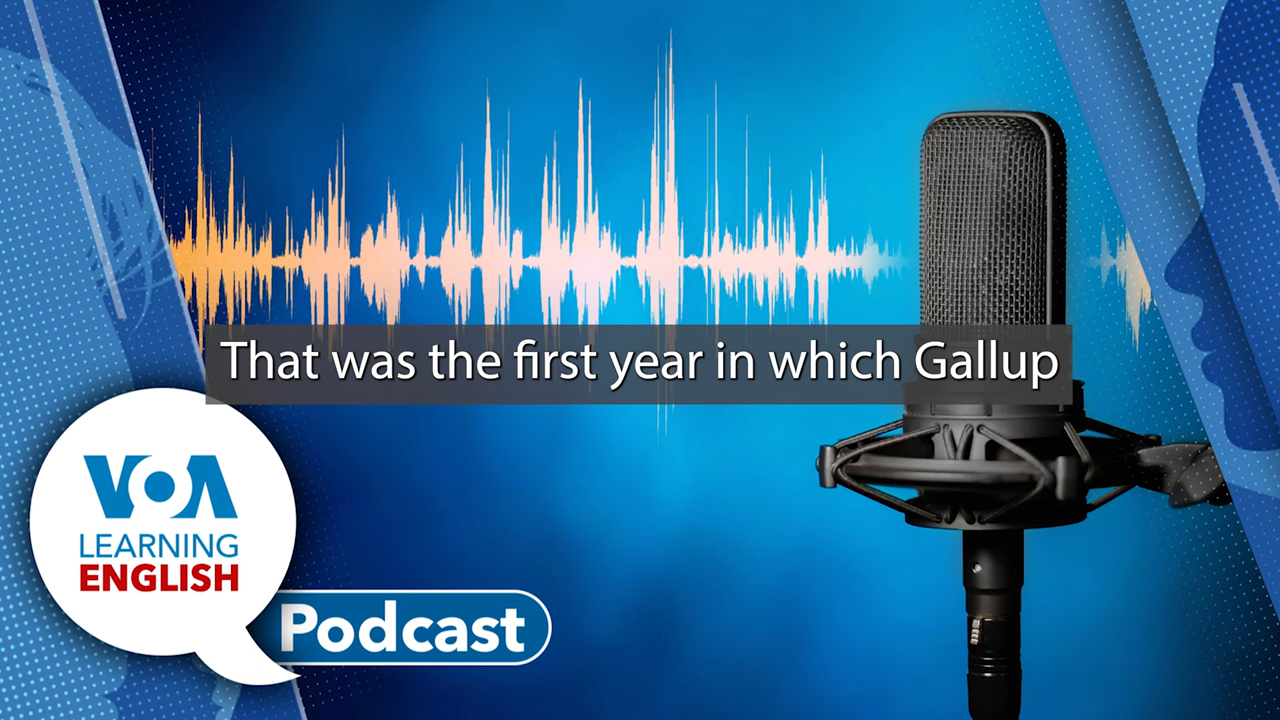 That was the first year in which Gallup
VOA
LEARNING
ENGLISH
Podcast